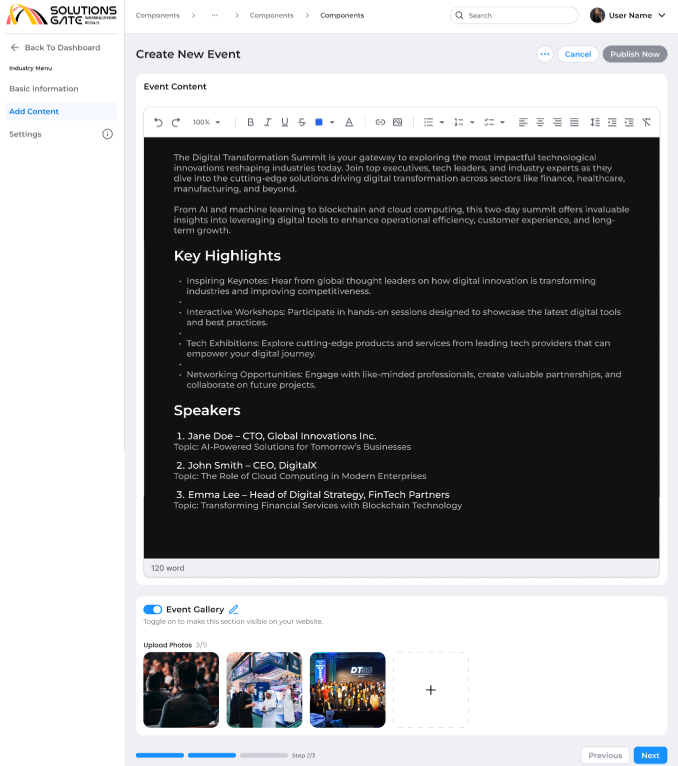 SOLUTIONS
GATE
Components > ... > Components > Components
Search
User Name
Back To Dashboard
Industry Menu
Basic Information
Add Content
Settings
Create New Event
Cancel
Publish Now
Event Content
100%
The Digital Transformation Summit is your gateway to exploring the most impactful technological
innovations reshaping industries today. Join top executives, tech leaders, and industry experts as they
dive into the cutting-edge solutions driving digital transformation across sectors like finance, healthcare,
manufacturing, and beyond.
From AI and machine learning to blockchain and cloud computing, this two-day summit offers invaluable
insights into leveraging digital tools to enhance operational efficiency, customer experience, and long-
term growth.
Key Highlights
• Inspiring Keynotes: Hear from global thought leaders on how digital innovation is transforming
industries and improving competitiveness.
•
• Interactive Workshops: Participate in hands-on sessions designed to showcase the latest digital tools
and best practices.
•
• Tech Exhibitions: Explore cutting-edge products and services from leading tech providers that can
empower your digital journey.
•
• Networking Opportunities: Engage with like-minded professionals, create valuable partnerships, and
collaborate on future projects.
Speakers
1. Jane Doe – CTO, Global Innovations Inc.
Topic: AI-Powered Solutions for Tomorrow's Businesses
2. John Smith – CEO, DigitalX
Topic: The Role of Cloud Computing in Modern Enterprises
3. Emma Lee – Head of Digital Strategy, FinTech Partners
Topic: Transforming Financial Services with Blockchain Technology
120 word
Event Gallery
Toggle on to make this section visible on your website.
Upload Photos 3/5
Step 2/3
Previous
Next